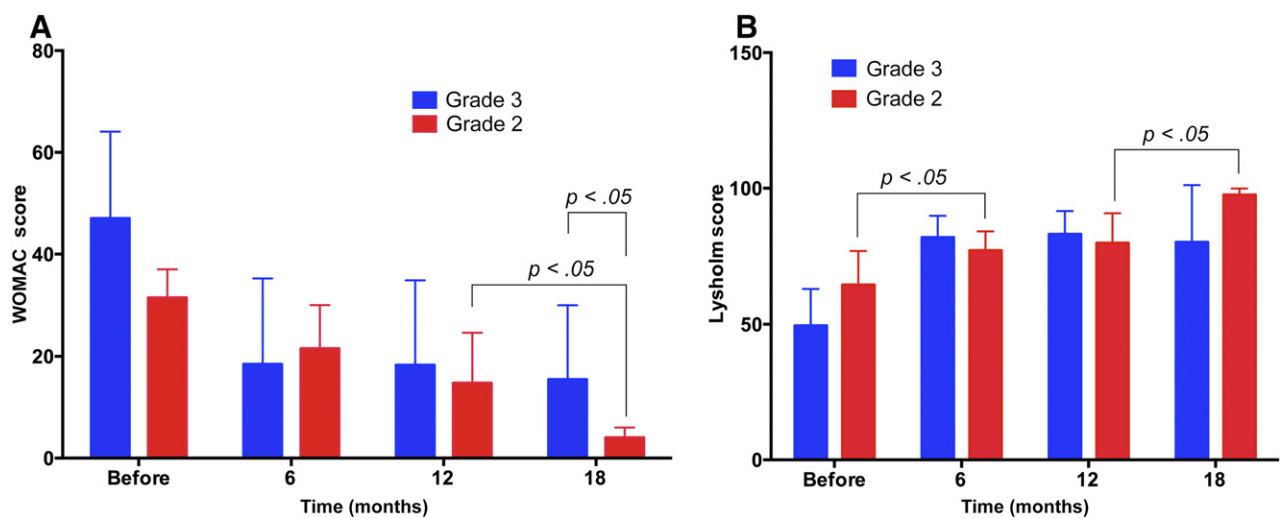 A
80
60
40
20
0
WOMAC score
Grade 3
Grade 2
p < .05
p < .05
Before
6
12
18
Time (months)
B
150
100
50
0
Lysholm score
Grade 3
Grade 2
p < .05
p < .05
Before
6
12
18
Time (months)